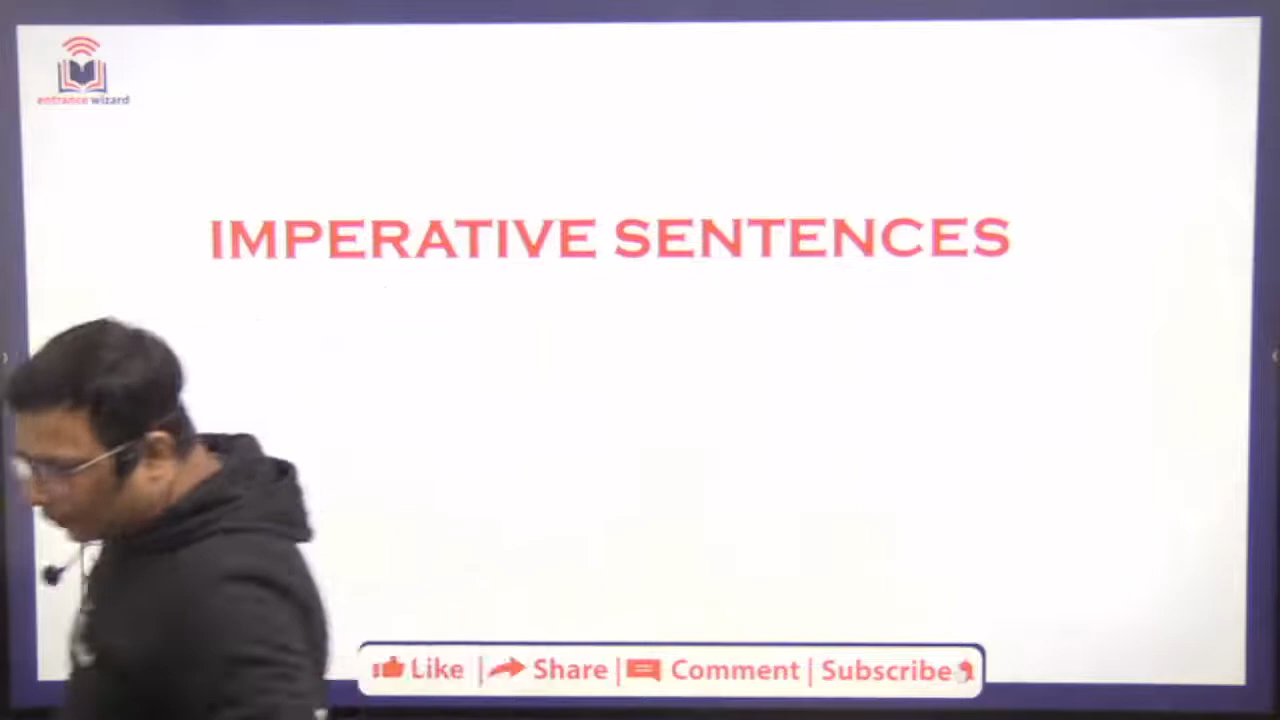 entrance wizard
IMPERATIVE SENTENCES
Like | Share | Comment | Subscribe